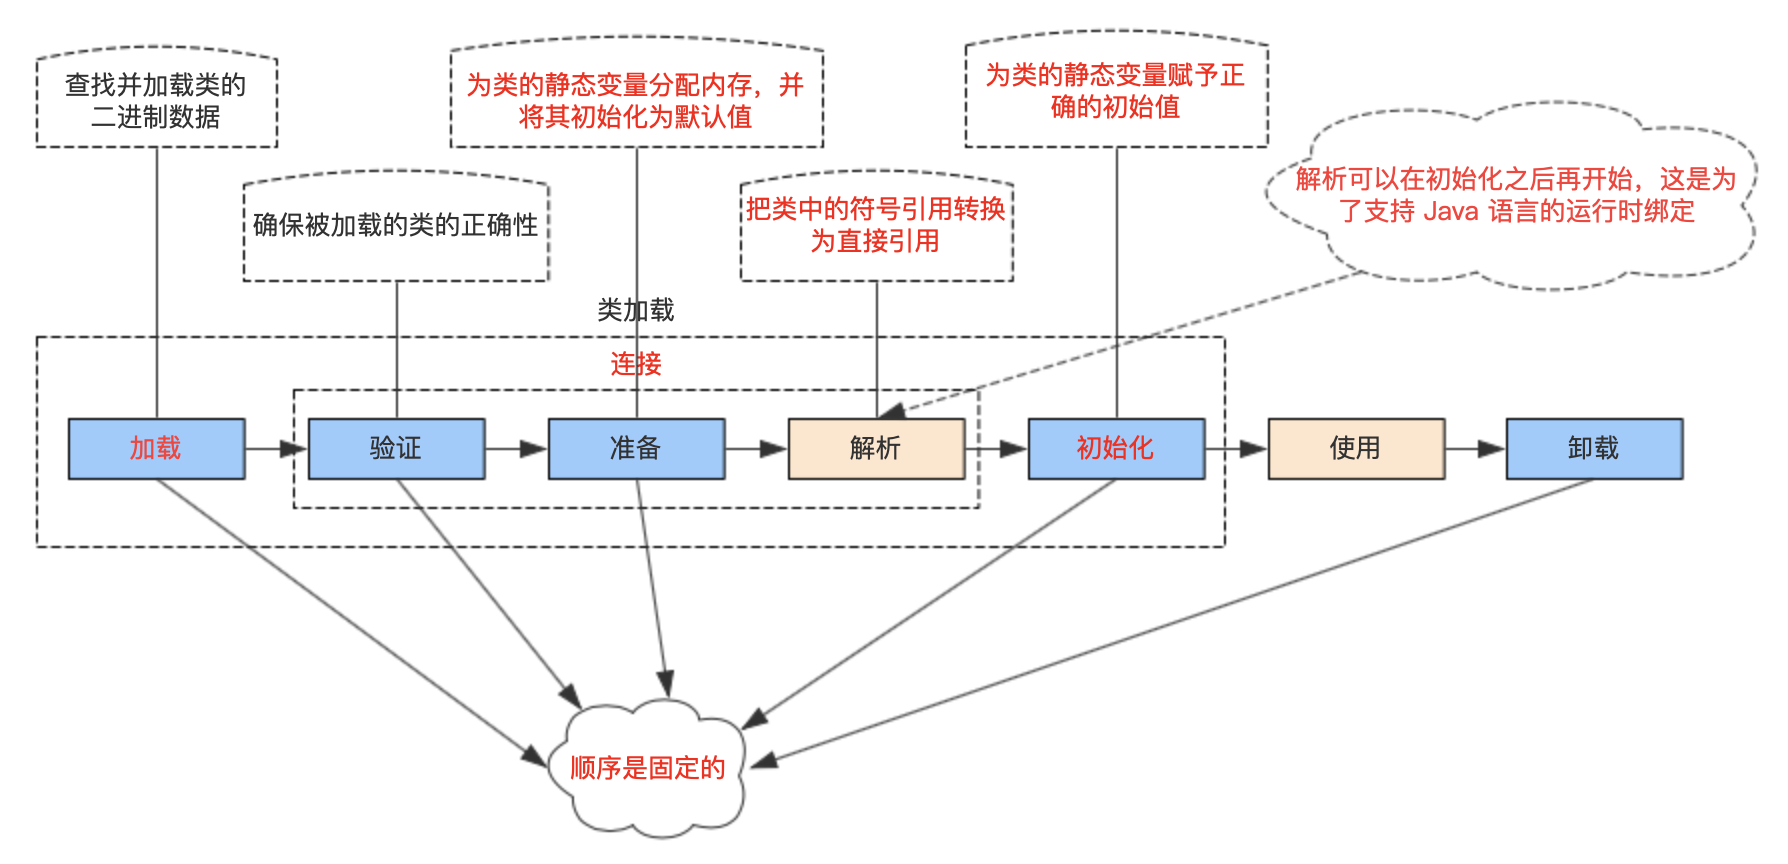 查找并加载类的
二进制数据
为类的静态变量分配内存，并
将其初始化为默认值
为类的静态变量赋予正
确的初始值
确保被加载的类的正确性
把类中的符号引用转换
为直接引用
解析可以在初始化之后再开始，这是为
了支持 Java 语言的运行时绑定
类加载
连接
加载
验证
准备
解析
初始化
使用
卸载
顺序是固定的